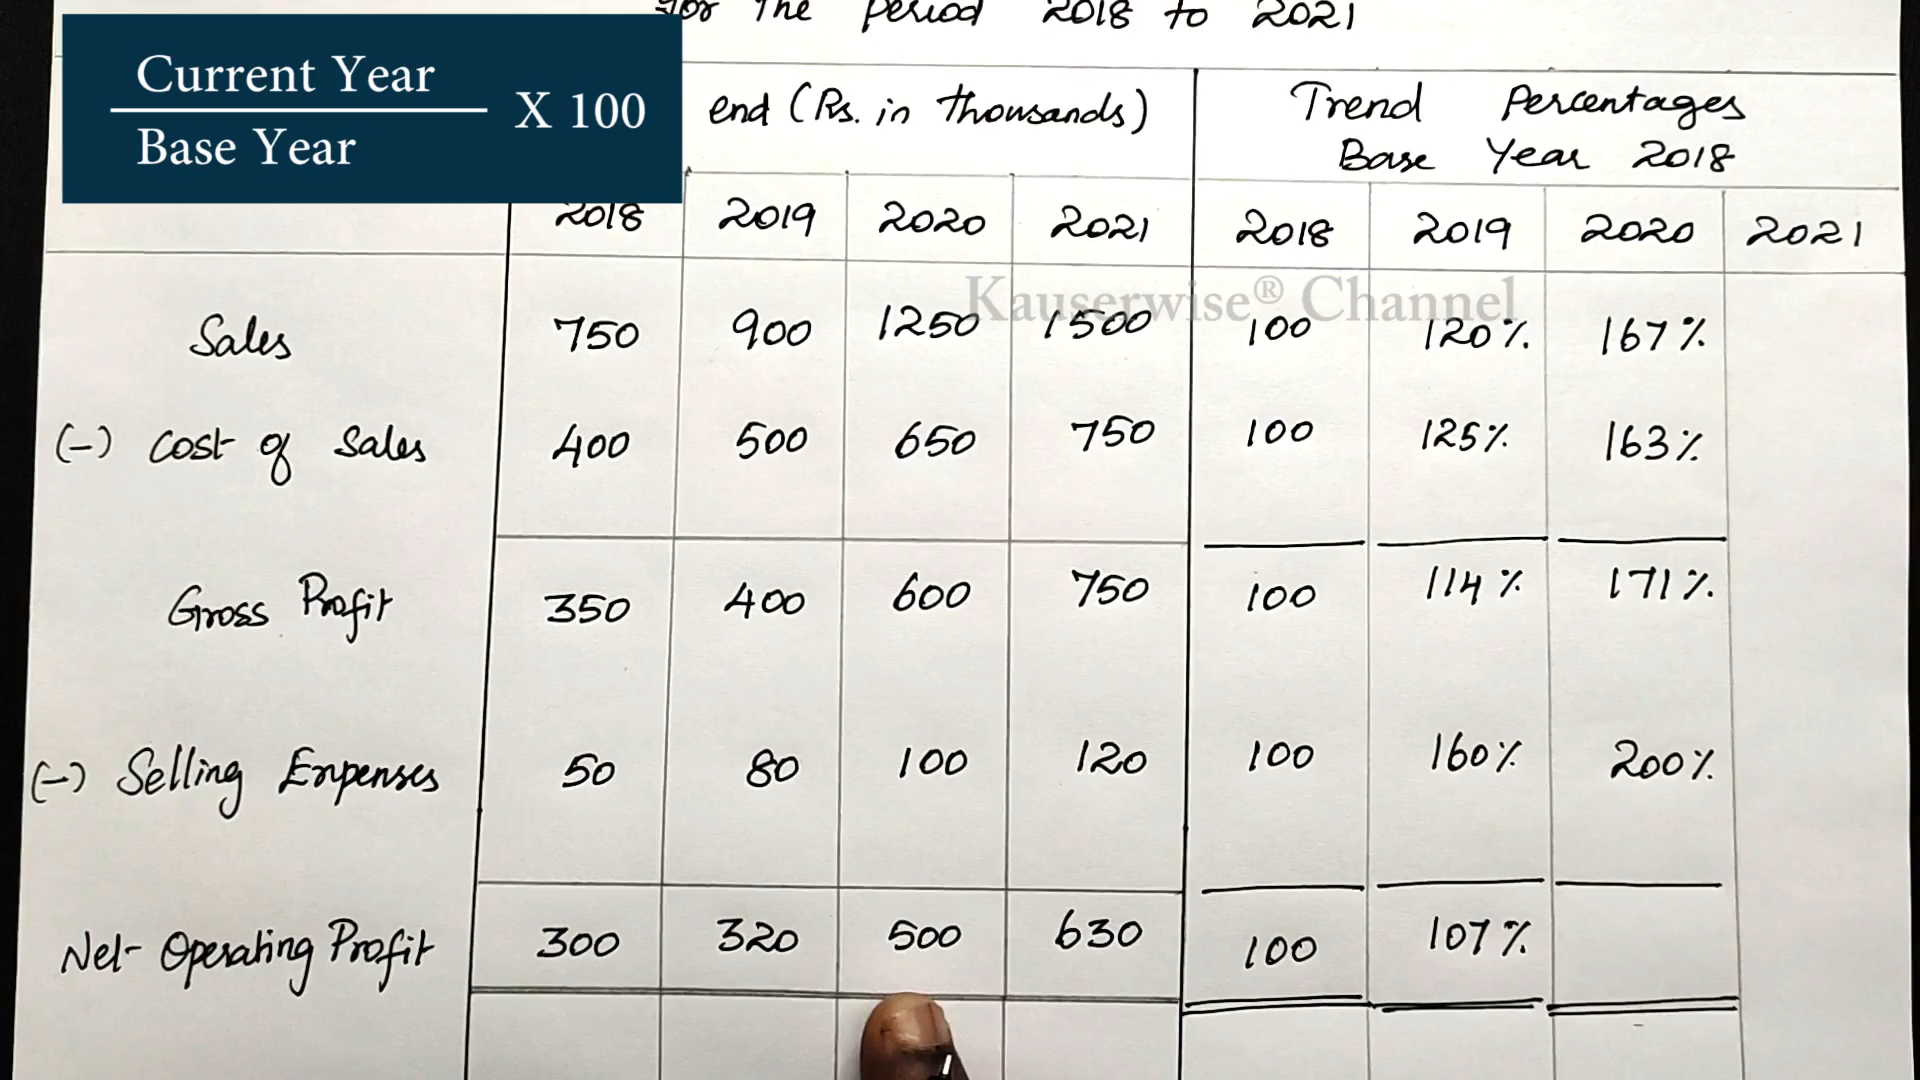 for the period 2018 to 2021
Current Year
Base Year
X 100
end (Rs. in thousands)
Trend Percentages
Base Year 2018
2018 2019 2020 2021 2018 2019 2020 2021
Kauserwise® Channel
Sales 750 900 1250 1500 100 120% 167%
(-) Cost of Sales 400 500 650 750 100 125% 163%
Gross Profit 350 400 600 750 100 114% 171%
(-) Selling Expenses 50 80 100 120 100 160% 200%
Net Operating Profit 300 320 500 630 100 107%